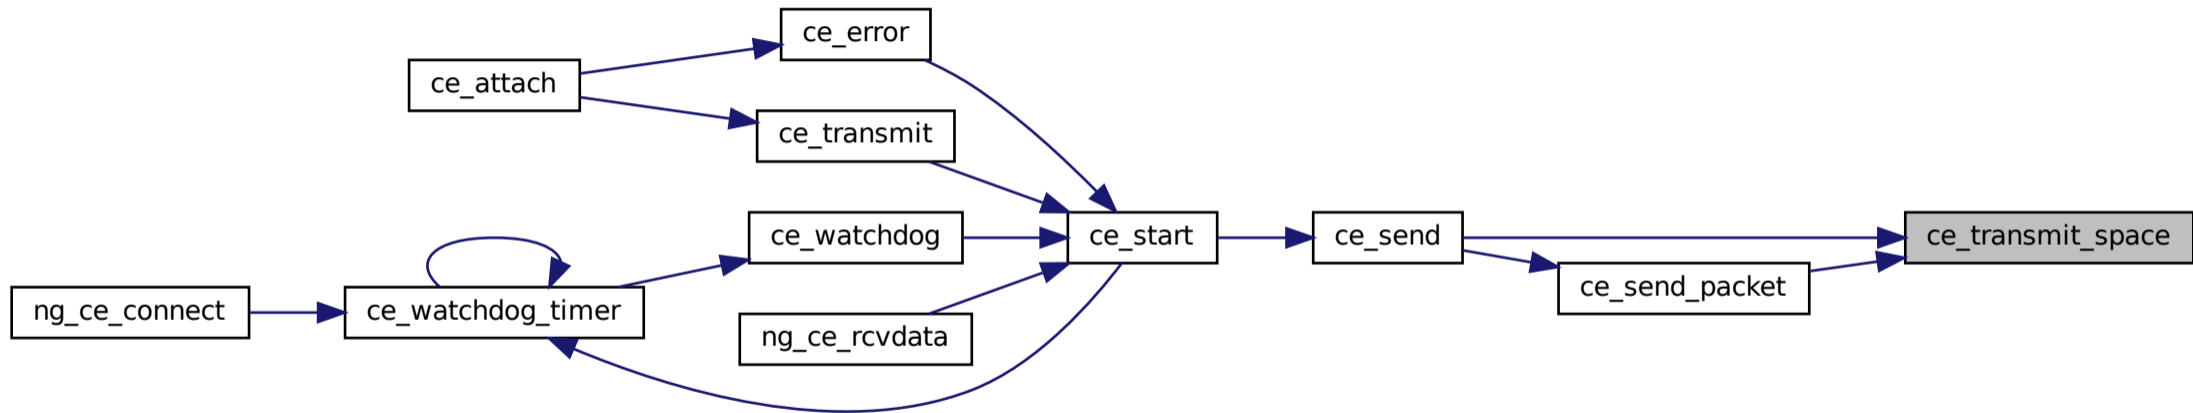 ce_error
ce_attach
ce_transmit
ce_watchdog
ce_start
ce_send
ce_transmit_space
ce_send_packet
ng_ce_connect
ce_watchdog_timer
ng_ce_rcvdata